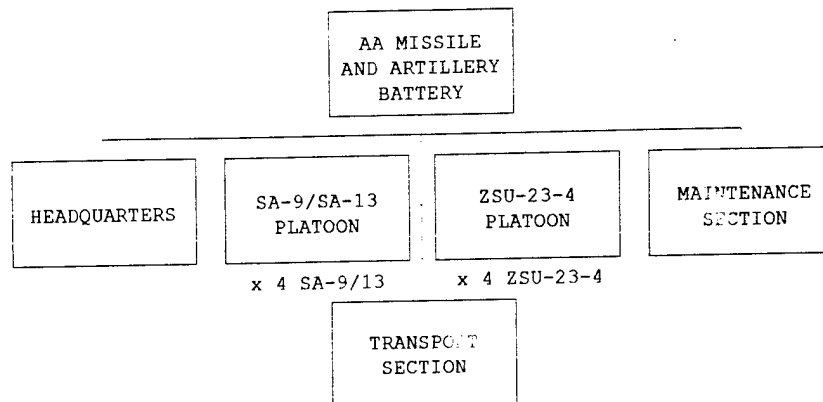 AA MISSILE
AND ARTILLERY
BATTERY
HEADQUARTERS
SA-9/SA-13
PLATOON
ZSU-23-4
PLATOON
MAINTENANCE
SECTION
x 4 SA-9/13
x 4 ZSU-23-4
TRANSPORT
SECTION